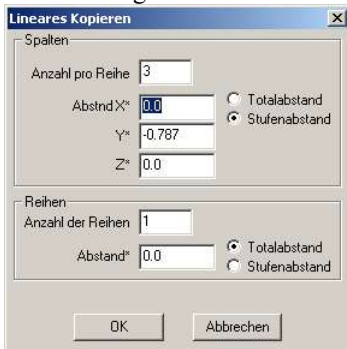 Lineares Kopieren
Spalten
Anzahl pro Reihe 3
Abstnd X* 0.0
Totalabstand
Stufenabstand
Y* -0.787
Z* 0.0
Reihen
Anzahl der Reihen 1
Abstand* 0.0
Totalabstand
Stufenabstand
OK Abbrechen